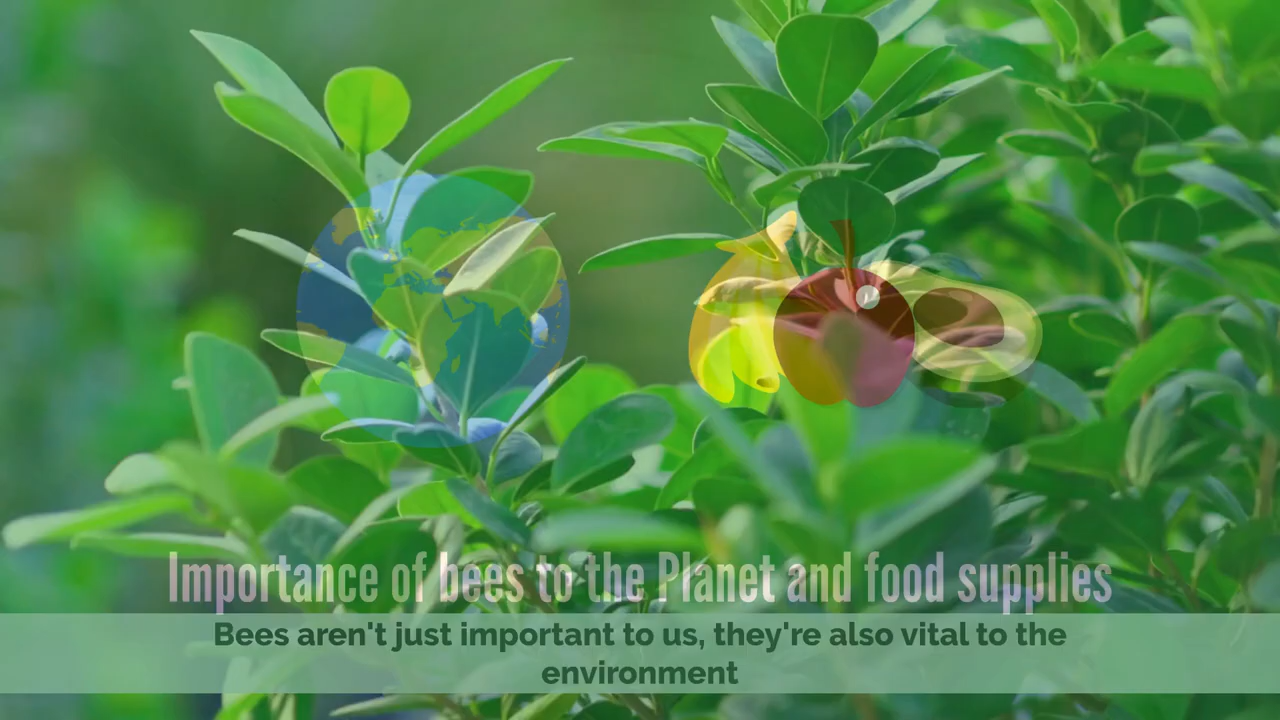 Importance of bees to the Planet and food supplies
Bees aren't just important to us, they're also vital to the
environment